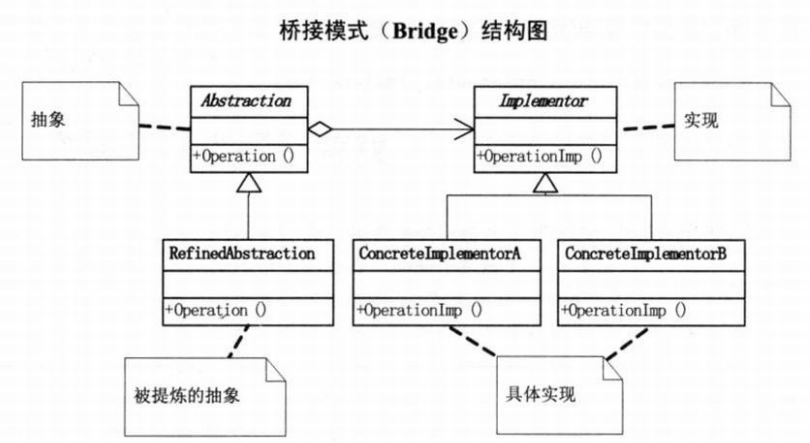 桥接模式（Bridge）结构图
抽象
Abstraction
+Operation ()
Implementor
+OperationImp ()
实现
RefinedAbstraction
+Operation ()
ConcreteImplementorA
+OperationImp ()
ConcreteImplementorB
+OperationImp ()
被提炼的抽象
具体实现